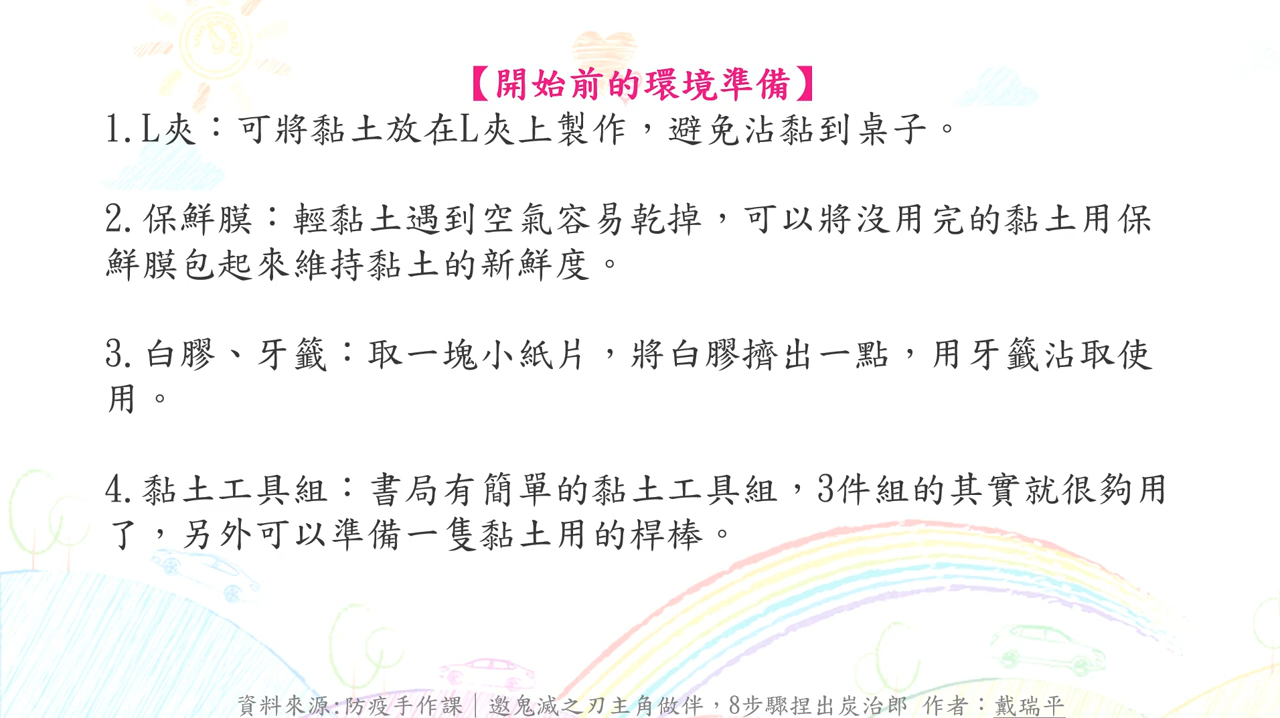 【開始前的環境準備】
1.L夾：可將黏土放在L夾上製作，避免沾黏到桌子。
2.保鮮膜：輕黏土遇到空氣容易乾掉，可以將沒用完的黏土用保
鮮膜包起來維持黏土的新鮮度。
3.白膠、牙籤：取一塊小紙片，將白膠擠出一點，用牙籤沾取使
用。
4.黏土工具組：書局有簡單的黏土工具組，3件組的其實就很夠用
了，另外可以準備一隻黏土用的桿棒。
資料來源:防疫手作課｜邀鬼滅之刃主角做伴，8步驟捏出炭治郎 作者：戴瑞平